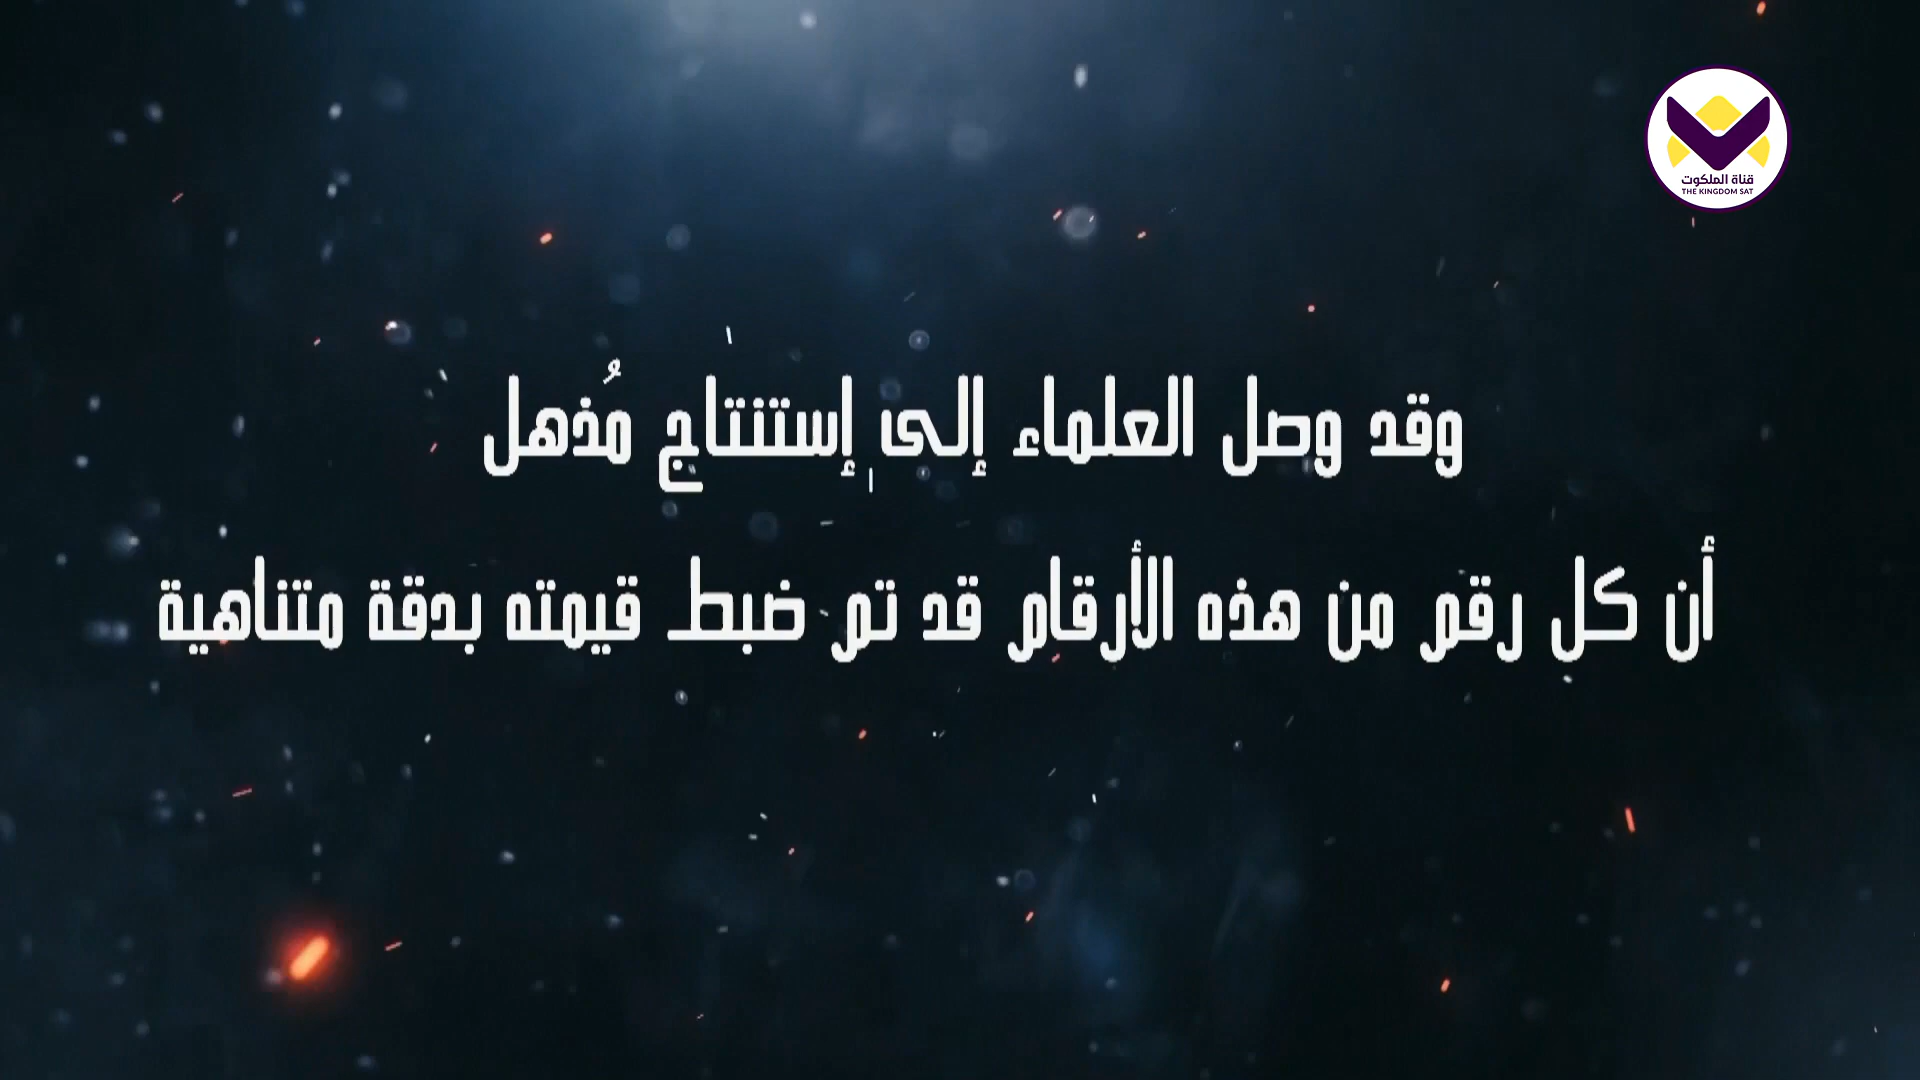 قناة الملكوت
THE KINGDOM SAT
وقد وصل العلماء إلى إستنتاج مُذهل
أن كل رقم من هذه الأرقام قد تم ضبط قيمته بدقة متناهية